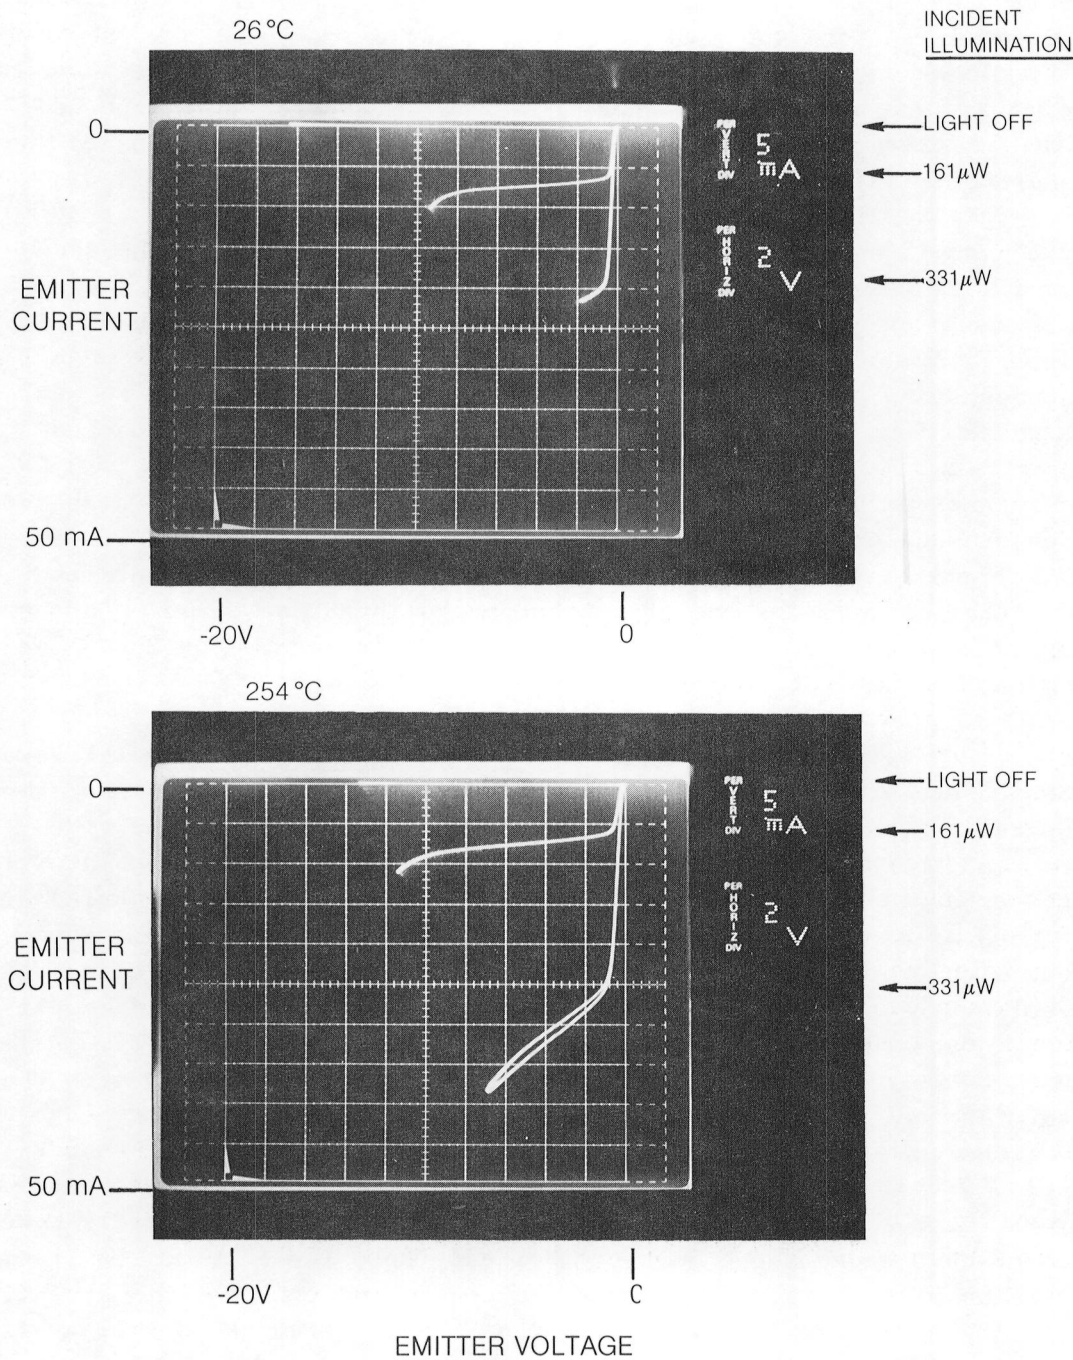 26°C
INCIDENT
ILLUMINATION
0
LIGHT OFF
161μW
331μW
PER
VERT
DIV
5
mA
PER
HORIZ
DIV
2
V
EMITTER
CURRENT
50 mA
-20V
0
254°C
0
LIGHT OFF
161μW
331μW
PER
VERT
DIV
5
mA
PER
HORIZ
DIV
2
V
EMITTER
CURRENT
50 mA
-20V
0
EMITTER VOLTAGE